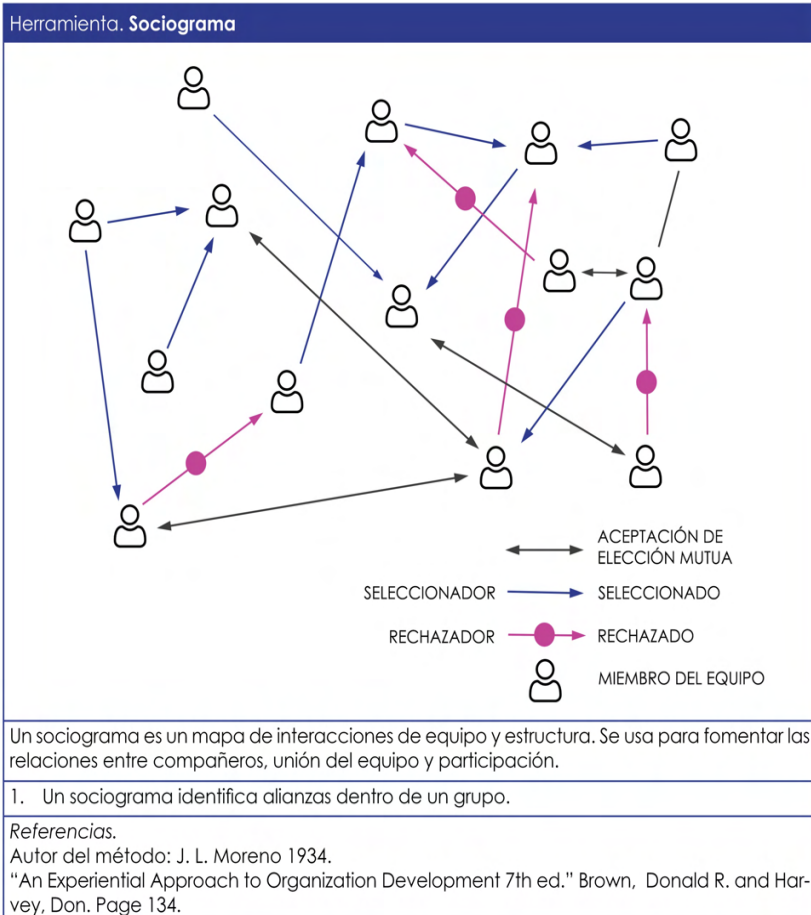 Herramienta. Sociograma
ACEPTACIÓN DE
ELECCIÓN MUTUA
SELECCIONADOR SELECCIONADO
RECHAZADOR RECHAZADO
MIEMBRO DEL EQUIPO
Un sociograma es un mapa de interacciones de equipo y estructura. Se usa para fomentar las
relaciones entre compañeros, unión del equipo y participación.
1. Un sociograma identifica alianzas dentro de un grupo.
Referencias.
Autor del método: J. L. Moreno 1934.
“An Experiential Approach to Organization Development 7th ed.” Brown, Donald R. and Har-
vey, Don. Page 134.